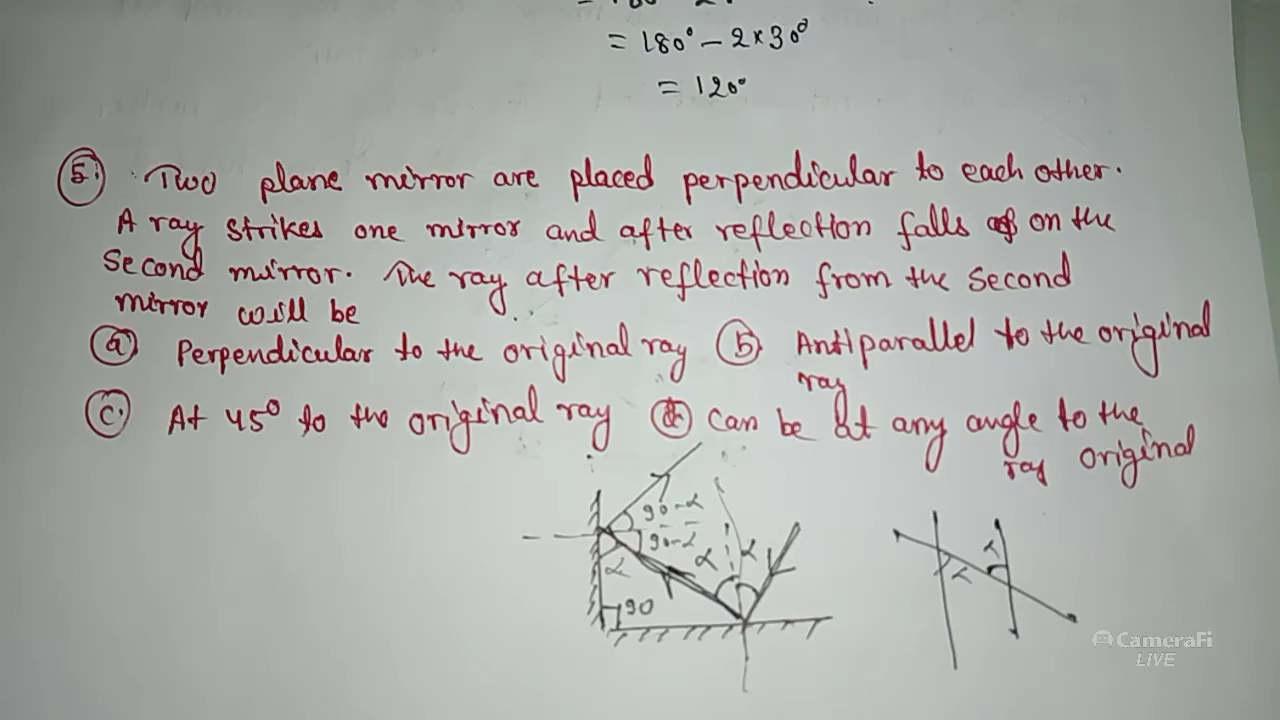 = 180° - 2×30°
= 120°
5. Two plane mirror are placed perpendicular to each other.
A ray strikes one mirror and after reflection falls on the
second mirror. The ray after reflection from the second
mirror will be
a Perpendicular to the original ray b Antiparallel to the original
ray
c. At 45° to the original ray d can be at any angle to the
ray original
90-α
90-α
α α
α
90
α
α
CameraFi
LIVE